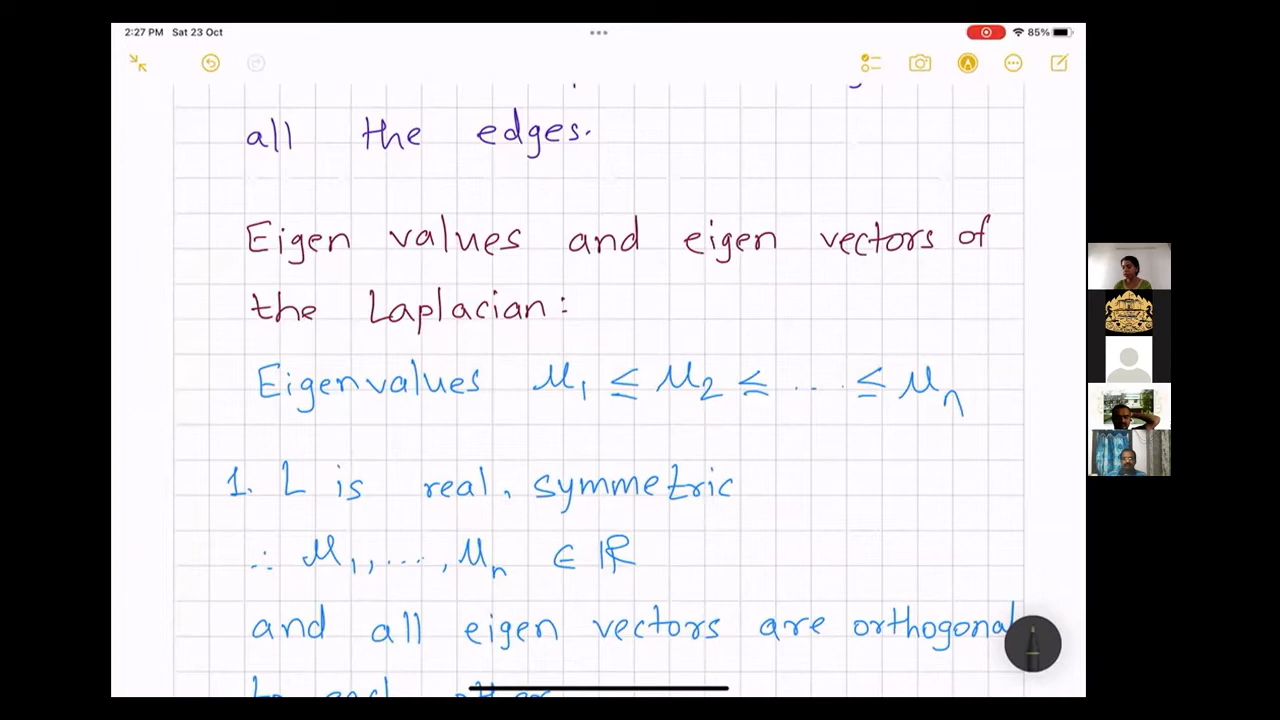 2:27 PM Sat 23 Oct
85%
all the edges.
Eigen values and eigen vectors of
the Laplacian:
Eigenvalues μ₁ ≤ μ₂ ≤ ... ≤ μₙ
1. L is real, symmetric
∴ μ₁, ..., μₙ ∈ ℝ
and all eigen vectors are orthogonal